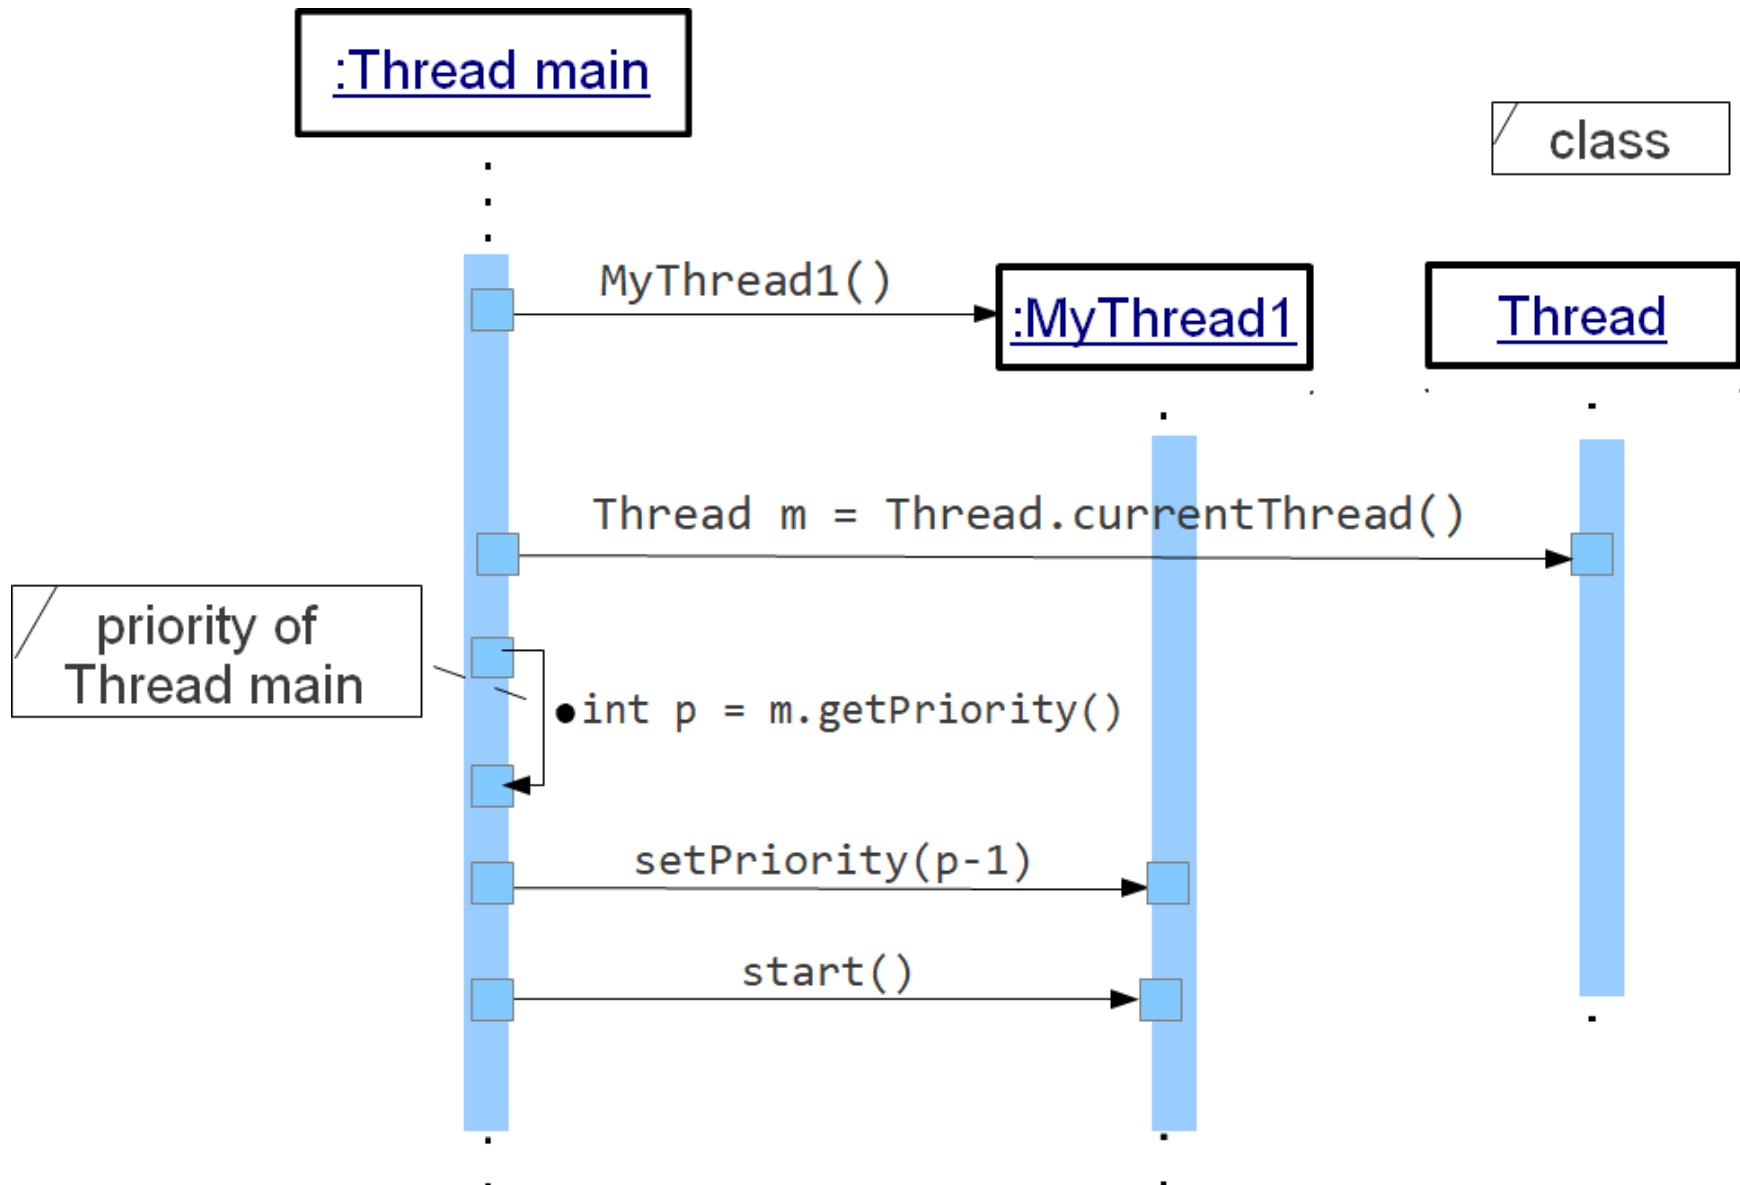 :Thread main
class
MyThread1()
:MyThread1
Thread
Thread m = Thread.currentThread()
priority of
Thread main
●int p = m.getPriority()
setPriority(p-1)
start()